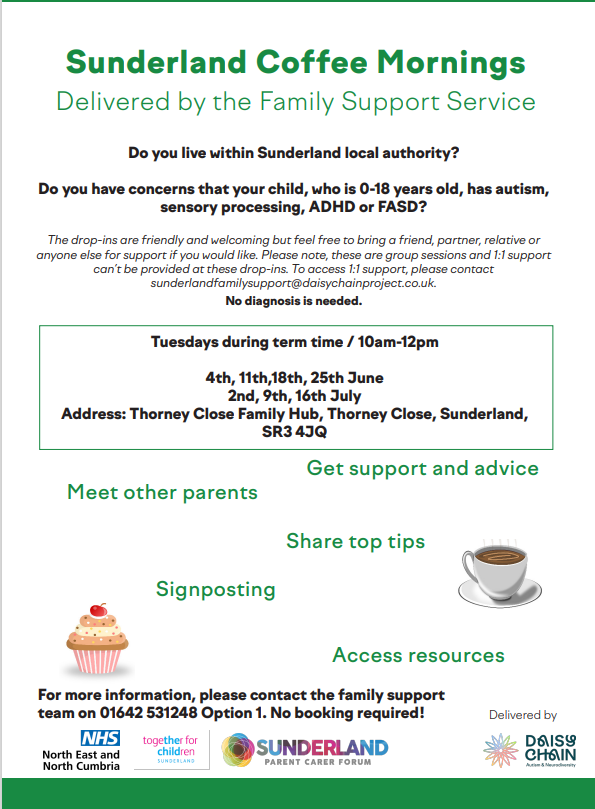 Sunderland Coffee Mornings
Delivered by the Family Support Service
Do you live within Sunderland local authority?
Do you have concerns that your child, who is 0-18 years old, has autism,
sensory processing, ADHD or FASD?
The drop-ins are friendly and welcoming but feel free to bring a friend, partner, relative or
anyone else for support if you would like. Please note, these are group sessions and 1:1 support
can't be provided at these drop-ins. To access 1:1 support, please contact
sunderlandfamilysupport@daisychainproject.co.uk.
No diagnosis is needed.
Tuesdays during term time / 10am-12pm
4th, 11th,18th, 25th June
2nd, 9th, 16th July
Address: Thorney Close Family Hub, Thorney Close, Sunderland,
SR3 4JQ
Get support and advice
Meet other parents
Share top tips
Signposting
Access resources
For more information, please contact the family support
team on 01642 531248 Option 1. No booking required!
Delivered by
NHS
North East and
North Cumbria
together for
children
SUNDERLAND
SUNDERLAND
PARENT CARER FORUM
DAISY
CHAIN
Autism & Neurodiversity